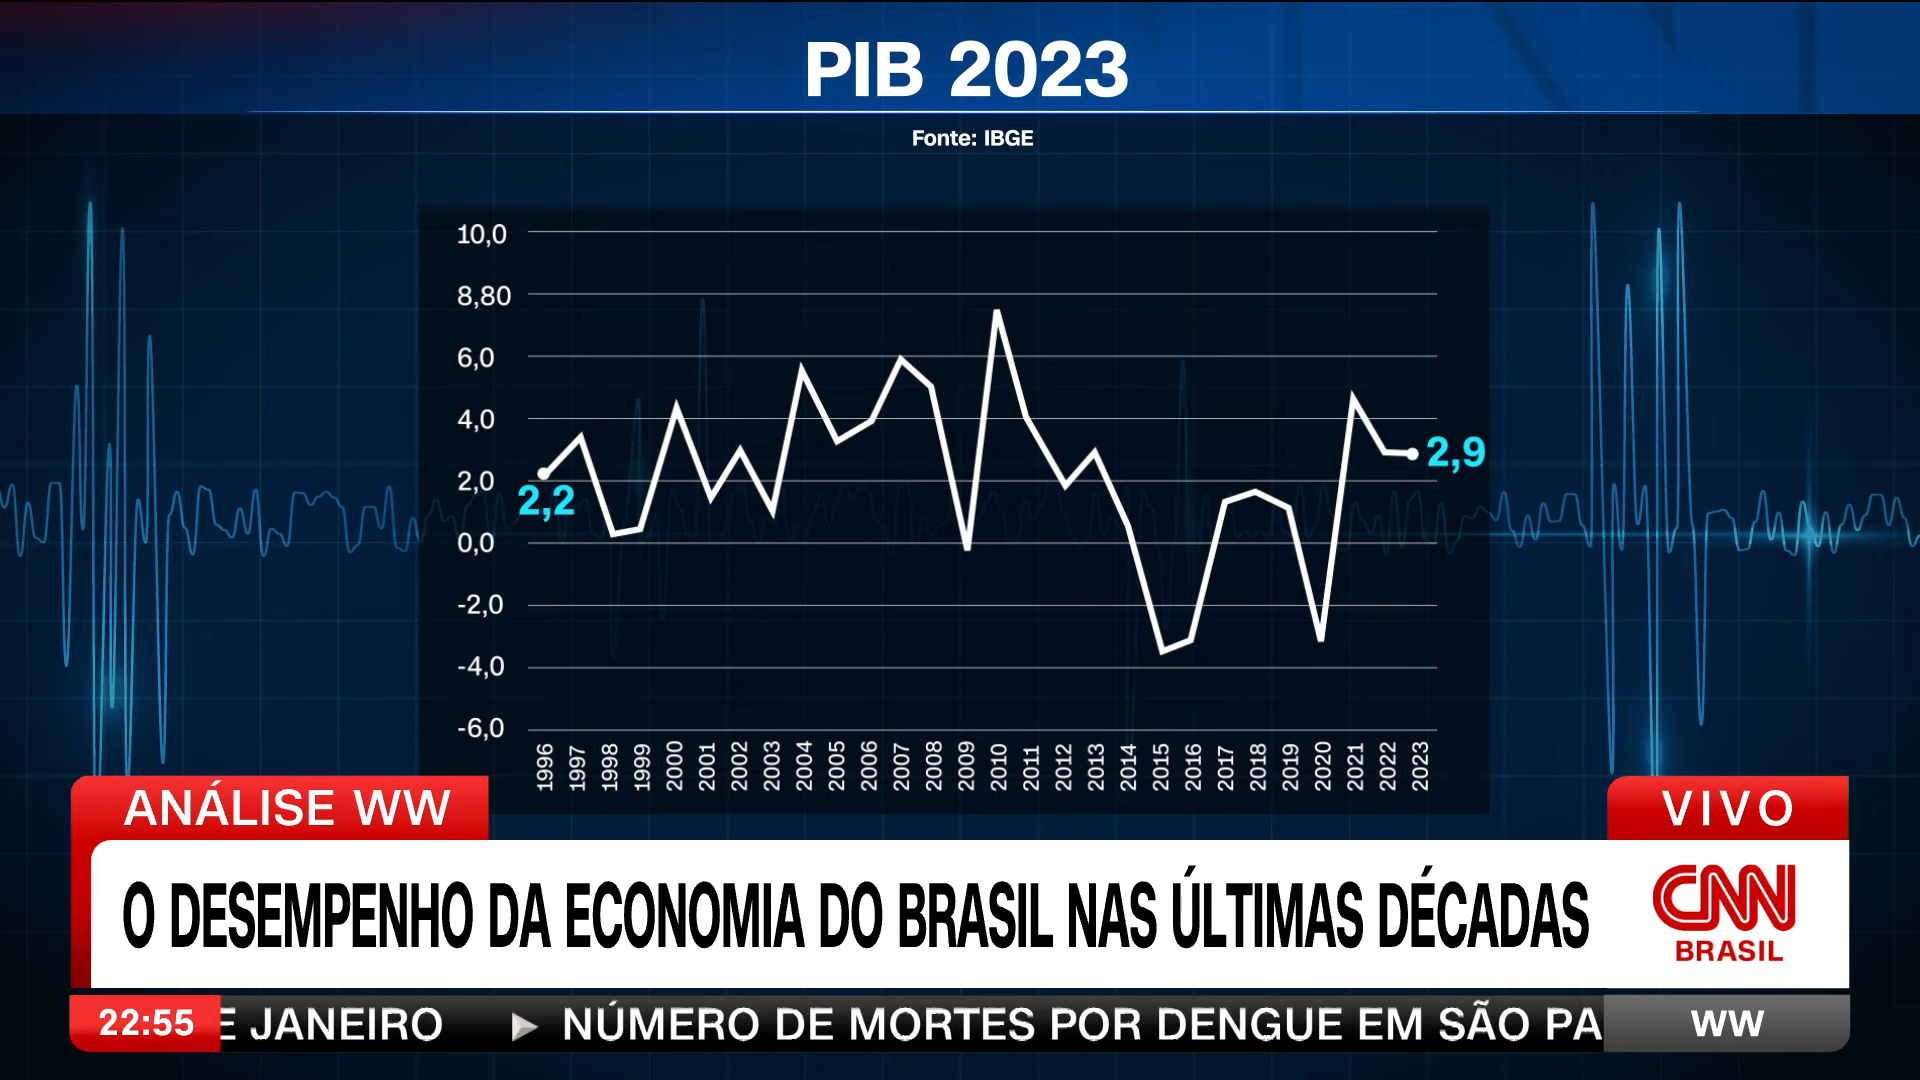 PIB 2023
Fonte: IBGE
10,0
8,80
6,0
4,0
2,0
0,0
-2,0
-4,0
-6,0
2,2
2,9
1996 1997 1998 1999 2000 2001 2002 2003 2004 2005 2006 2007 2008 2009 2010 2011 2012 2013 2014 2015 2016 2017 2018 2019 2020 2021 2022 2023
ANÁLISE WW
VIVO
O DESEMPENHO DA ECONOMIA DO BRASIL NAS ÚLTIMAS DÉCADAS
CNN
BRASIL
22:55 E JANEIRO NÚMERO DE MORTES POR DENGUE EM SÃO PA WW